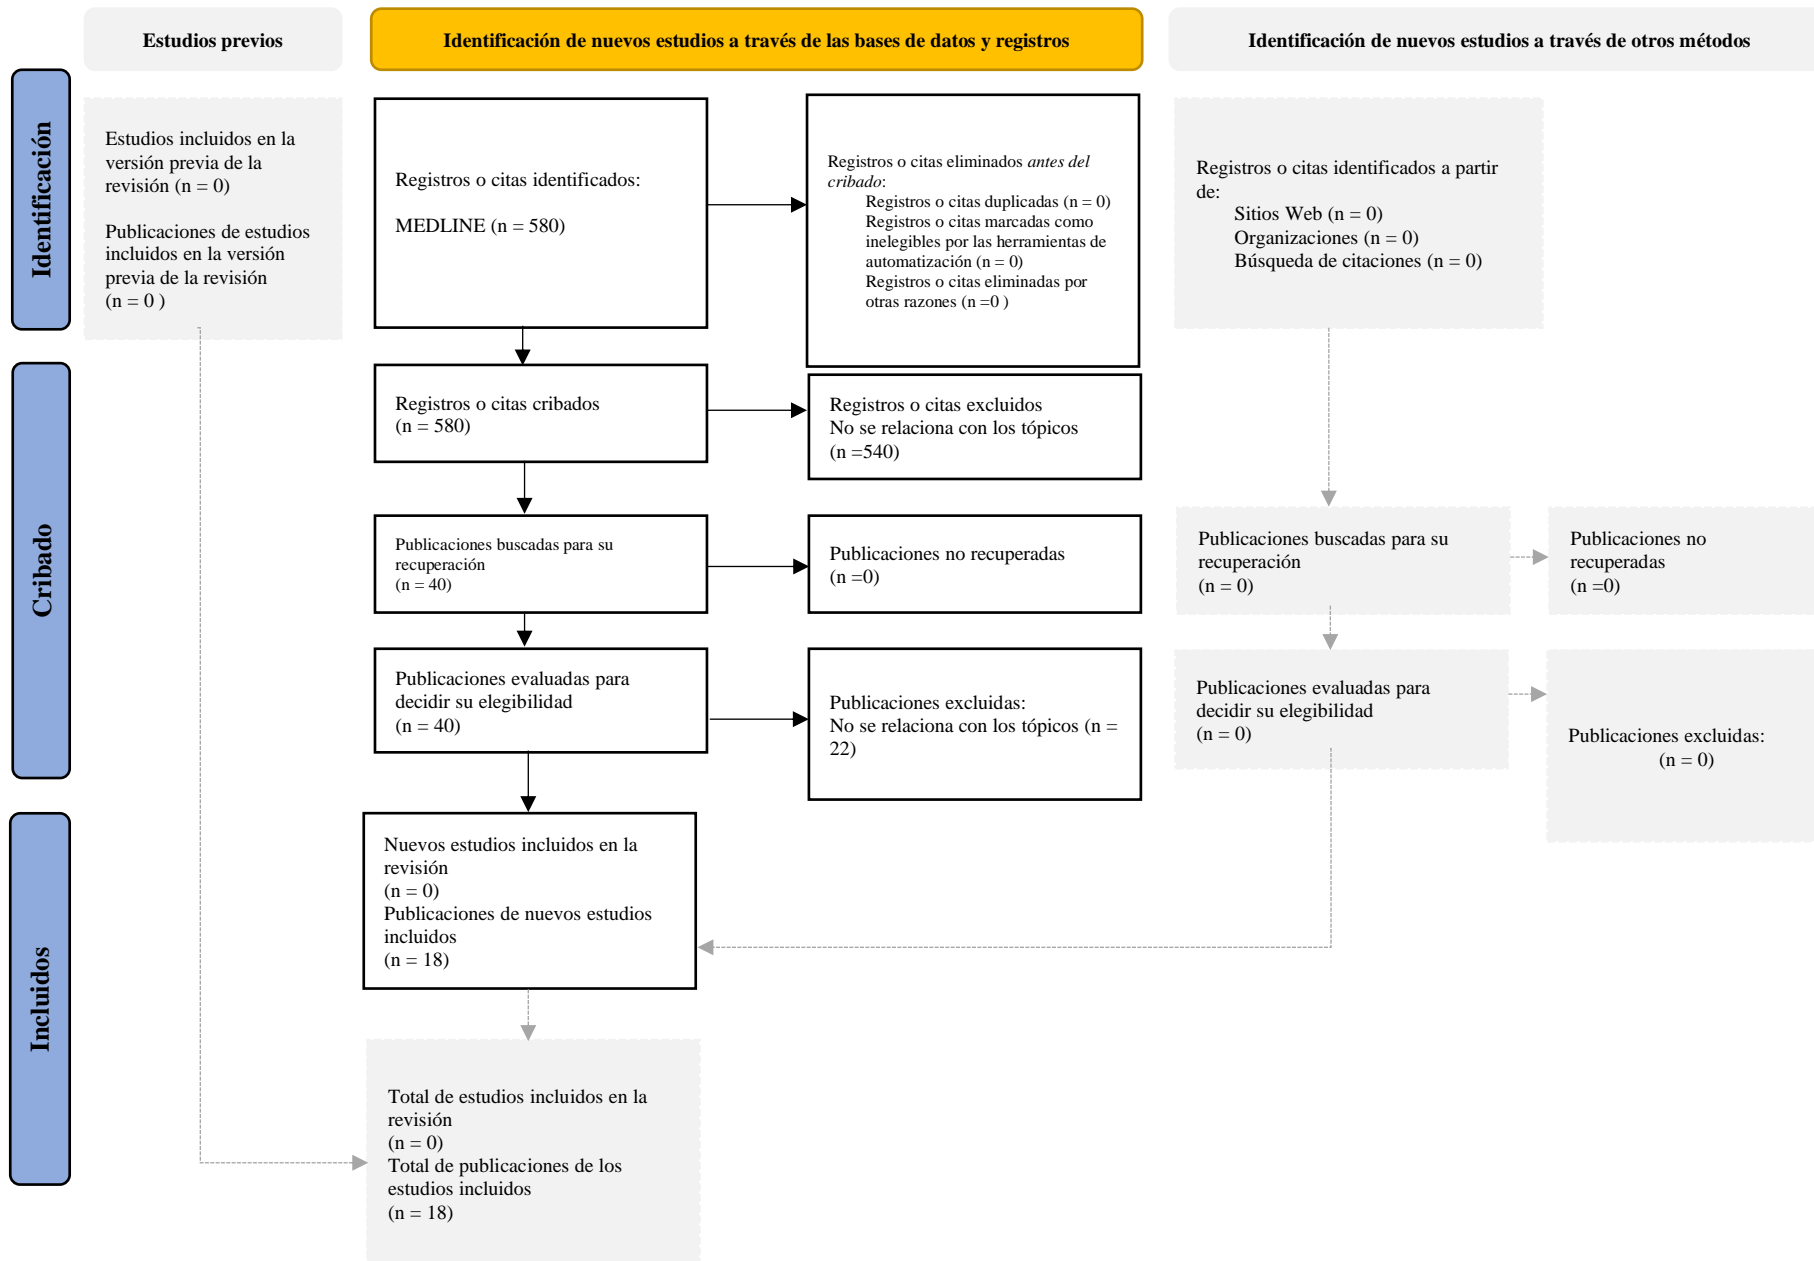 Estudios previos
Identificación de nuevos estudios a través de las bases de datos y registros
Identificación de nuevos estudios a través de otros métodos
Identificación
Estudios incluidos en la
versión previa de la
revisión (n = 0)
Publicaciones de estudios
incluidos en la versión
previa de la revisión
(n = 0 )
Registros o citas identificados:
MEDLINE (n = 580)
Registros o citas eliminados antes del
cribado:
Registros o citas duplicadas (n = 0)
Registros o citas marcadas como
inelegibles por las herramientas de
automatización (n = 0)
Registros o citas eliminadas por
otras razones (n =0 )
Registros o citas identificados a partir
de:
Sitios Web (n = 0)
Organizaciones (n = 0)
Búsqueda de citaciones (n = 0)
Cribado
Registros o citas cribados
(n = 580)
Registros o citas excluidos
No se relaciona con los tópicos
(n =540)
Publicaciones buscadas para su
recuperación
(n = 40)
Publicaciones no recuperadas
(n =0)
Publicaciones buscadas para su
recuperación
(n = 0)
Publicaciones no
recuperadas
(n =0)
Publicaciones evaluadas para
decidir su elegibilidad
(n = 40)
Publicaciones excluidas:
No se relaciona con los tópicos (n =
22)
Publicaciones evaluadas para
decidir su elegibilidad
(n = 0)
Publicaciones excluidas:
(n = 0)
Incluidos
Nuevos estudios incluidos en la
revisión
(n = 0)
Publicaciones de nuevos estudios
incluidos
(n = 18)
Total de estudios incluidos en la
revisión
(n = 0)
Total de publicaciones de los
estudios incluidos
(n = 18)